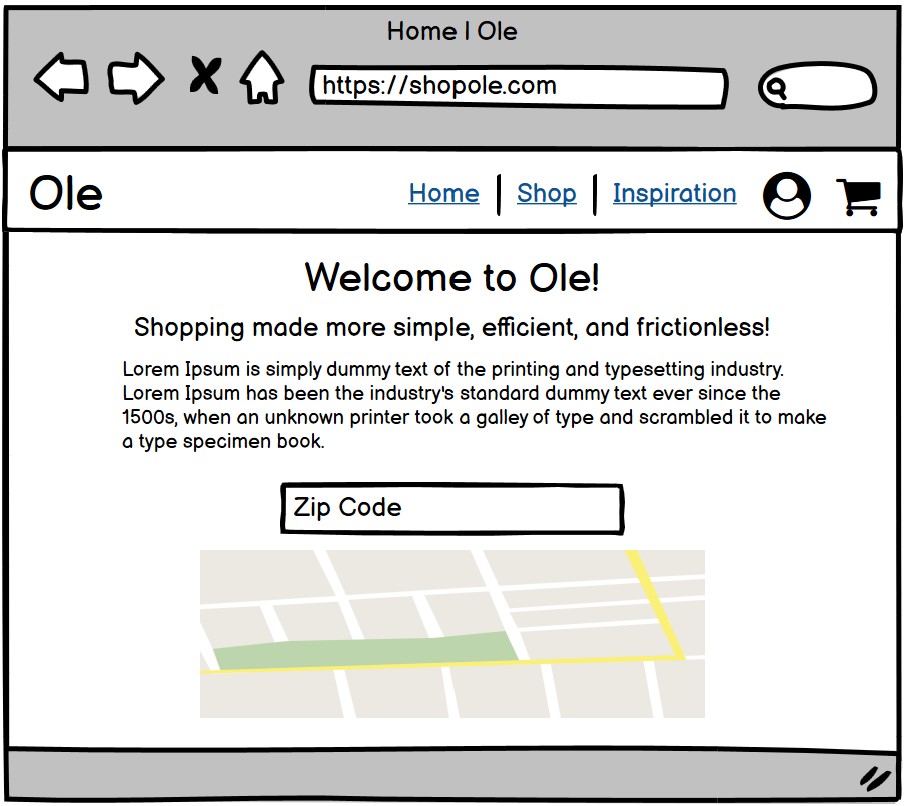 Home | Ole
https://shopole.com
Ole
Home | Shop | Inspiration
Welcome to Ole!
Shopping made more simple, efficient, and frictionless!
Lorem Ipsum is simply dummy text of the printing and typesetting industry.
Lorem Ipsum has been the industry's standard dummy text ever since the
1500s, when an unknown printer took a galley of type and scrambled it to make
a type specimen book.
Zip Code